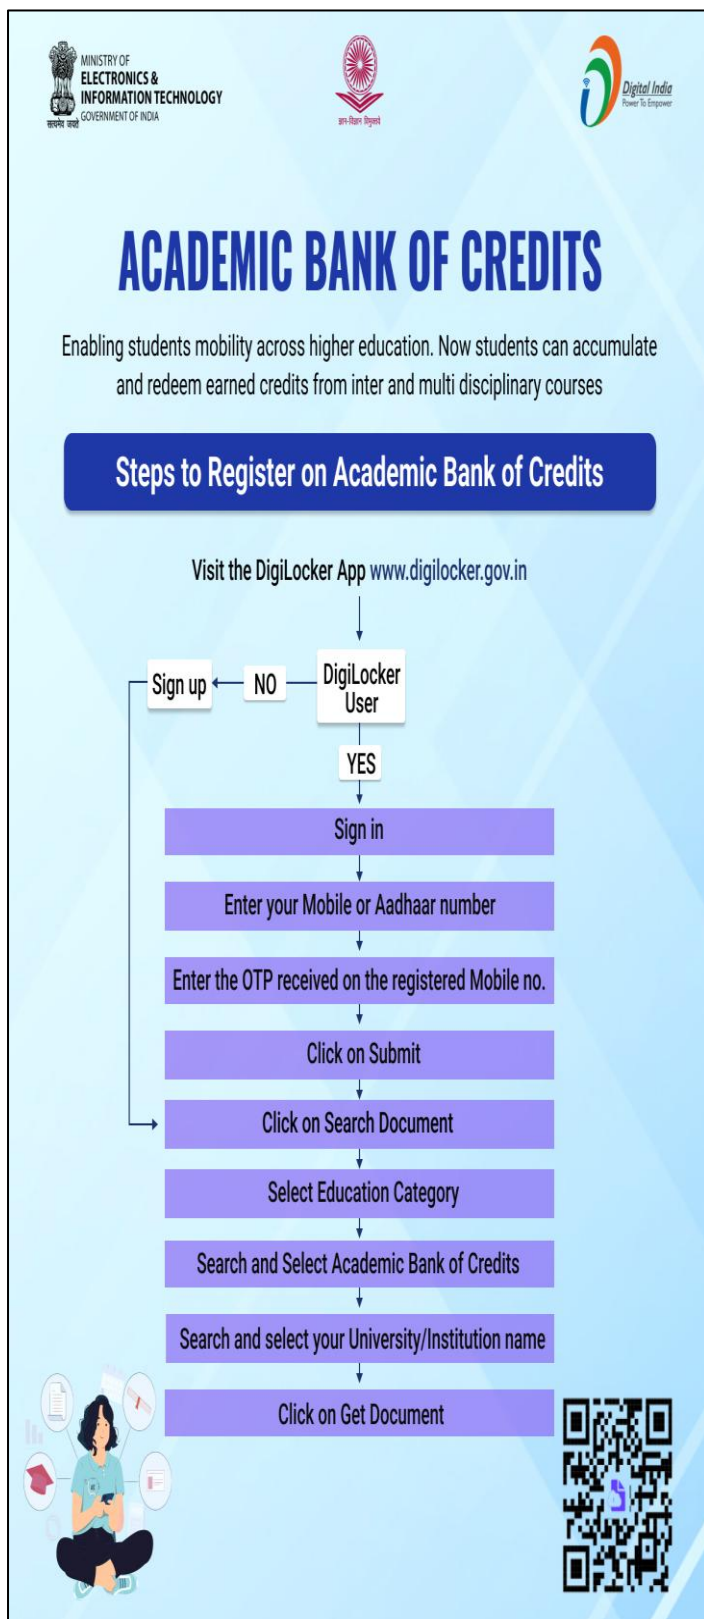 MINISTRY OF
ELECTRONICS &
INFORMATION TECHNOLOGY
GOVERNMENT OF INDIA
सत्यमेव जयते
ज्ञान-विज्ञान विमुक्तये
Digital India
Power To Empower
ACADEMIC BANK OF CREDITS
Enabling students mobility across higher education. Now students can accumulate
and redeem earned credits from inter and multi disciplinary courses
Steps to Register on Academic Bank of Credits
Visit the DigiLocker App www.digilocker.gov.in
DigiLocker
User
NO
Sign up
YES
Sign in
Enter your Mobile or Aadhaar number
Enter the OTP received on the registered Mobile no.
Click on Submit
Click on Search Document
Select Education Category
Search and Select Academic Bank of Credits
Search and select your University/Institution name
Click on Get Document